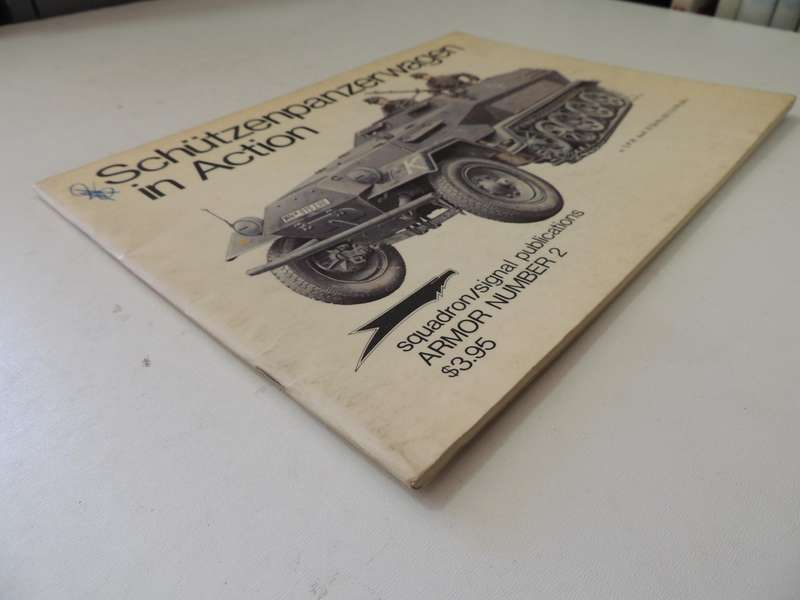 Schützenpanzerwagen
in Action
squadron/signal publications
ARMOR NUMBER 2
$3.95